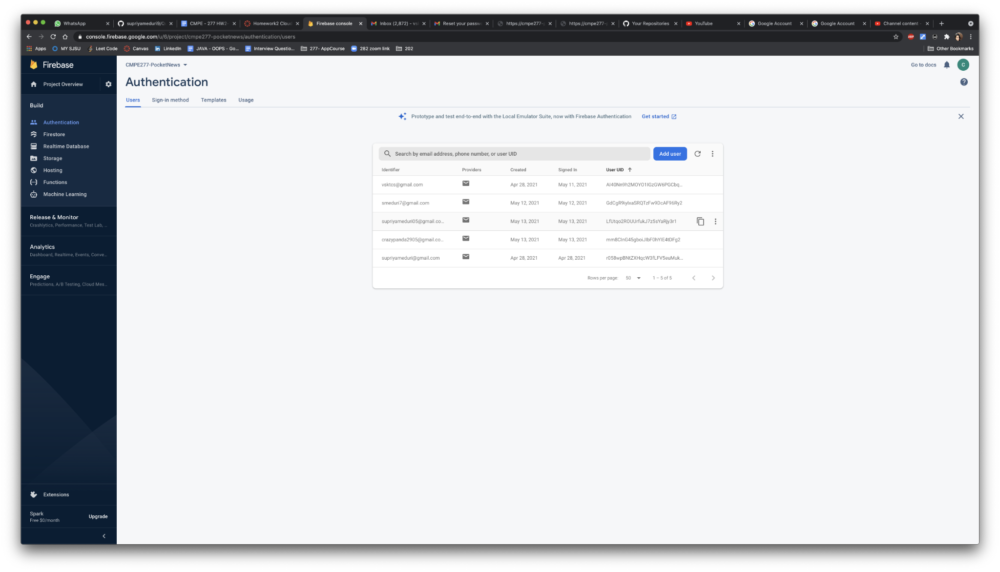 WhatsApp
supriyameduri9/Q
CMPE - 277 HW2-
Homework2 Cloud
Firebase console
Inbox (2,872) - vs
Reset your passw
https://cmpe277-
https://cmpe277-
Your Repositories
YouTube
Google Account
Google Account
Channel content -
console.firebase.google.com/u/6/project/cmpe277-pocketnews/authentication/users
ABP
Apps
MY SJSU
Leet Code
Canvas
LinkedIn
JAVA - OOPS - Go...
Interview Questio...
277- AppCourse
282 zoom link
202
Other Bookmarks
Firebase
CMPE277-PocketNews
Go to docs
C
Project Overview
Authentication
Users
Sign-in method
Templates
Usage
Build
Authentication
Firestore
Realtime Database
Storage
Hosting
Functions
Machine Learning
Release & Monitor
Crashlytics, Performance, Test Lab, ...
Analytics
Dashboard, Realtime, Events, Conve...
Engage
Predictions, A/B Testing, Cloud Mes...
Extensions
Spark
Free $0/month
Upgrade
Prototype and test end-to-end with the Local Emulator Suite, now with Firebase Authentication
Get started
Search by email address, phone number, or user UID
Add user
Identifier Providers Created Signed In User UID
vsktcs@gmail.com Apr 28, 2021 May 11, 2021
smeduri7@gmail.com May 12, 2021 May 12, 2021 GdCgR9iyIxaSRQTzFw9DcAF96Ry2
supriyameduri05@gmail.co... May 13, 2021 May 13, 2021 LfUtqo2ROUUrfukJ7z5sYaRjy3r1
crazypanda2905@gmail.co... May 13, 2021 May 13, 2021
supriyameduri@gmail.com Apr 28, 2021 Apr 28, 2021 r058wpBNtZXHqcW3fLFV5euMuk...
Rows per page: 50 1 – 5 of 5